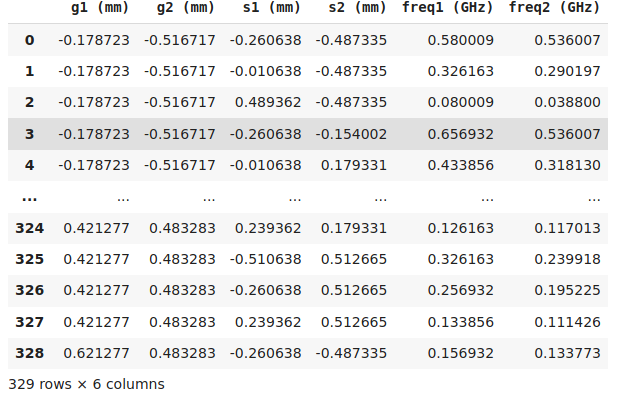 g1 (mm) g2 (mm) s1 (mm) s2 (mm) freq1 (GHz) freq2 (GHz)
0 -0.178723 -0.516717 -0.260638 -0.487335 0.580009 0.536007
1 -0.178723 -0.516717 -0.010638 -0.487335 0.326163 0.290197
2 -0.178723 -0.516717 0.489362 -0.487335 0.080009 0.038800
3 -0.178723 -0.516717 -0.260638 -0.154002 0.656932 0.536007
4 -0.178723 -0.516717 -0.010638 0.179331 0.433856 0.318130
... ... ... ... ... ... ...
324 0.421277 0.483283 0.239362 0.179331 0.126163 0.117013
325 0.421277 0.483283 -0.510638 0.512665 0.326163 0.239918
326 0.421277 0.483283 -0.260638 0.512665 0.256932 0.195225
327 0.421277 0.483283 0.239362 0.512665 0.133856 0.111426
328 0.621277 0.483283 -0.260638 -0.487335 0.156932 0.133773
329 rows × 6 columns